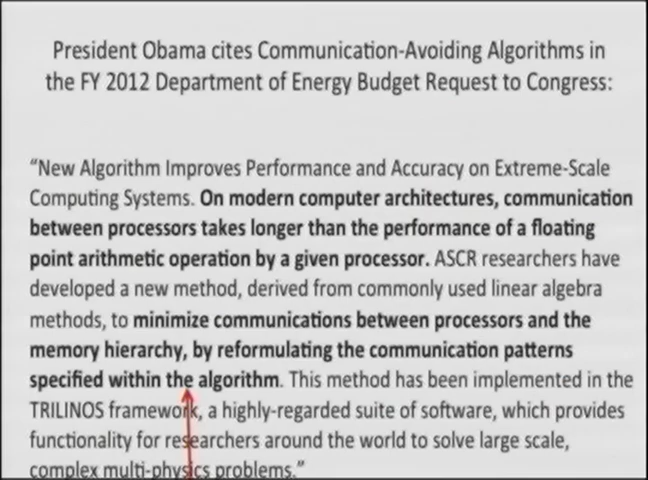 President Obama cites Communication-Avoiding Algorithms in
the FY 2012 Department of Energy Budget Request to Congress:
“New Algorithm Improves Performance and Accuracy on Extreme-Scale
Computing Systems. On modern computer architectures, communication
between processors takes longer than the performance of a floating
point arithmetic operation by a given processor. ASCR researchers have
developed a new method, derived from commonly used linear algebra
methods, to minimize communications between processors and the
memory hierarchy, by reformulating the communication patterns
specified within the algorithm. This method has been implemented in the
TRILINOS framework, a highly-regarded suite of software, which provides
functionality for researchers around the world to solve large scale,
complex multi-physics problems.”